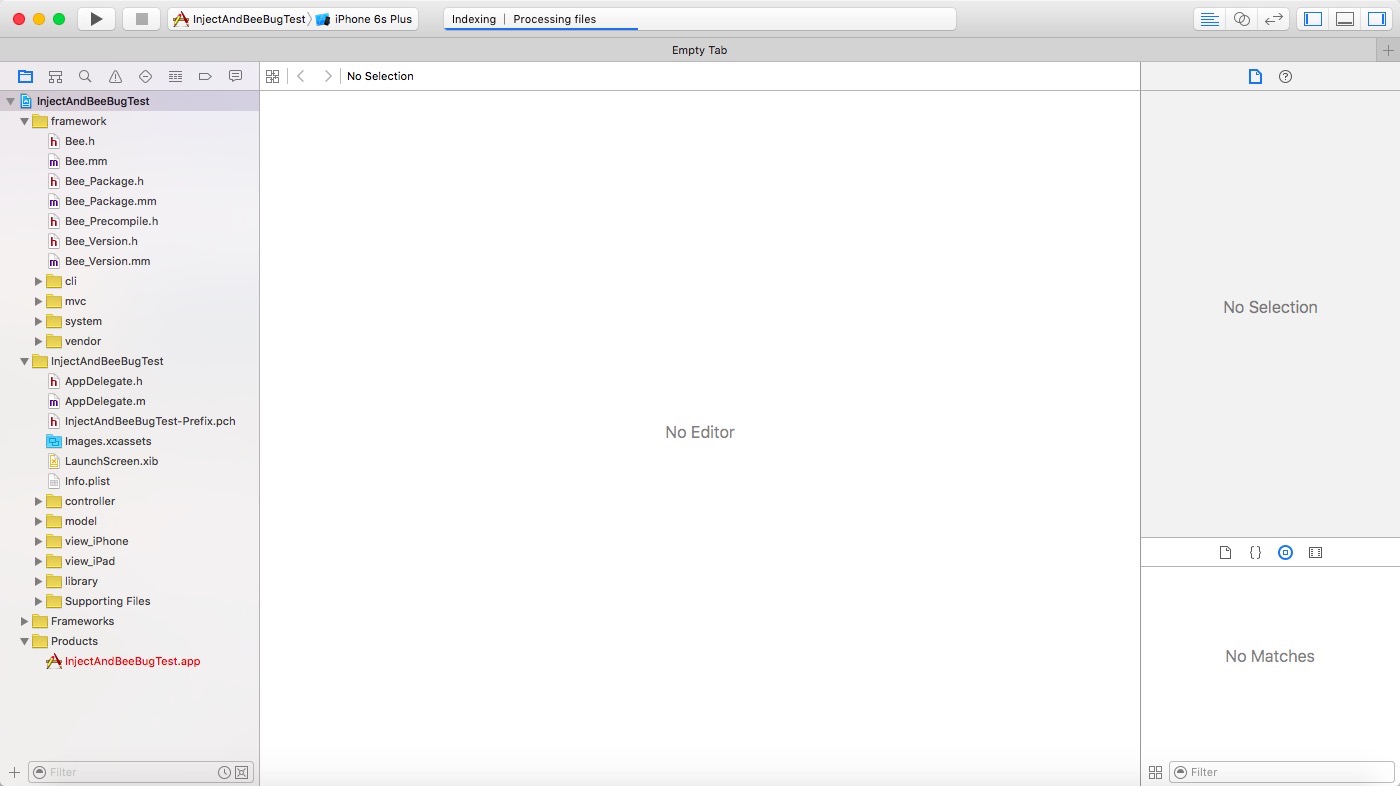 InjectAndBeeBugTest
iPhone 6s Plus
Indexing | Processing files
Empty Tab
No Selection
InjectAndBeeBugTest
framework
Bee.h
Bee.mm
Bee_Package.h
Bee_Package.mm
Bee_Precompile.h
Bee_Version.h
Bee_Version.mm
cli
mvc
system
vendor
InjectAndBeeBugTest
AppDelegate.h
AppDelegate.m
InjectAndBeeBugTest-Prefix.pch
Images.xcassets
LaunchScreen.xib
Info.plist
controller
model
view_iPhone
view_iPad
library
Supporting Files
Frameworks
Products
InjectAndBeeBugTest.app
Filter
No Editor
No Selection
No Matches
Filter